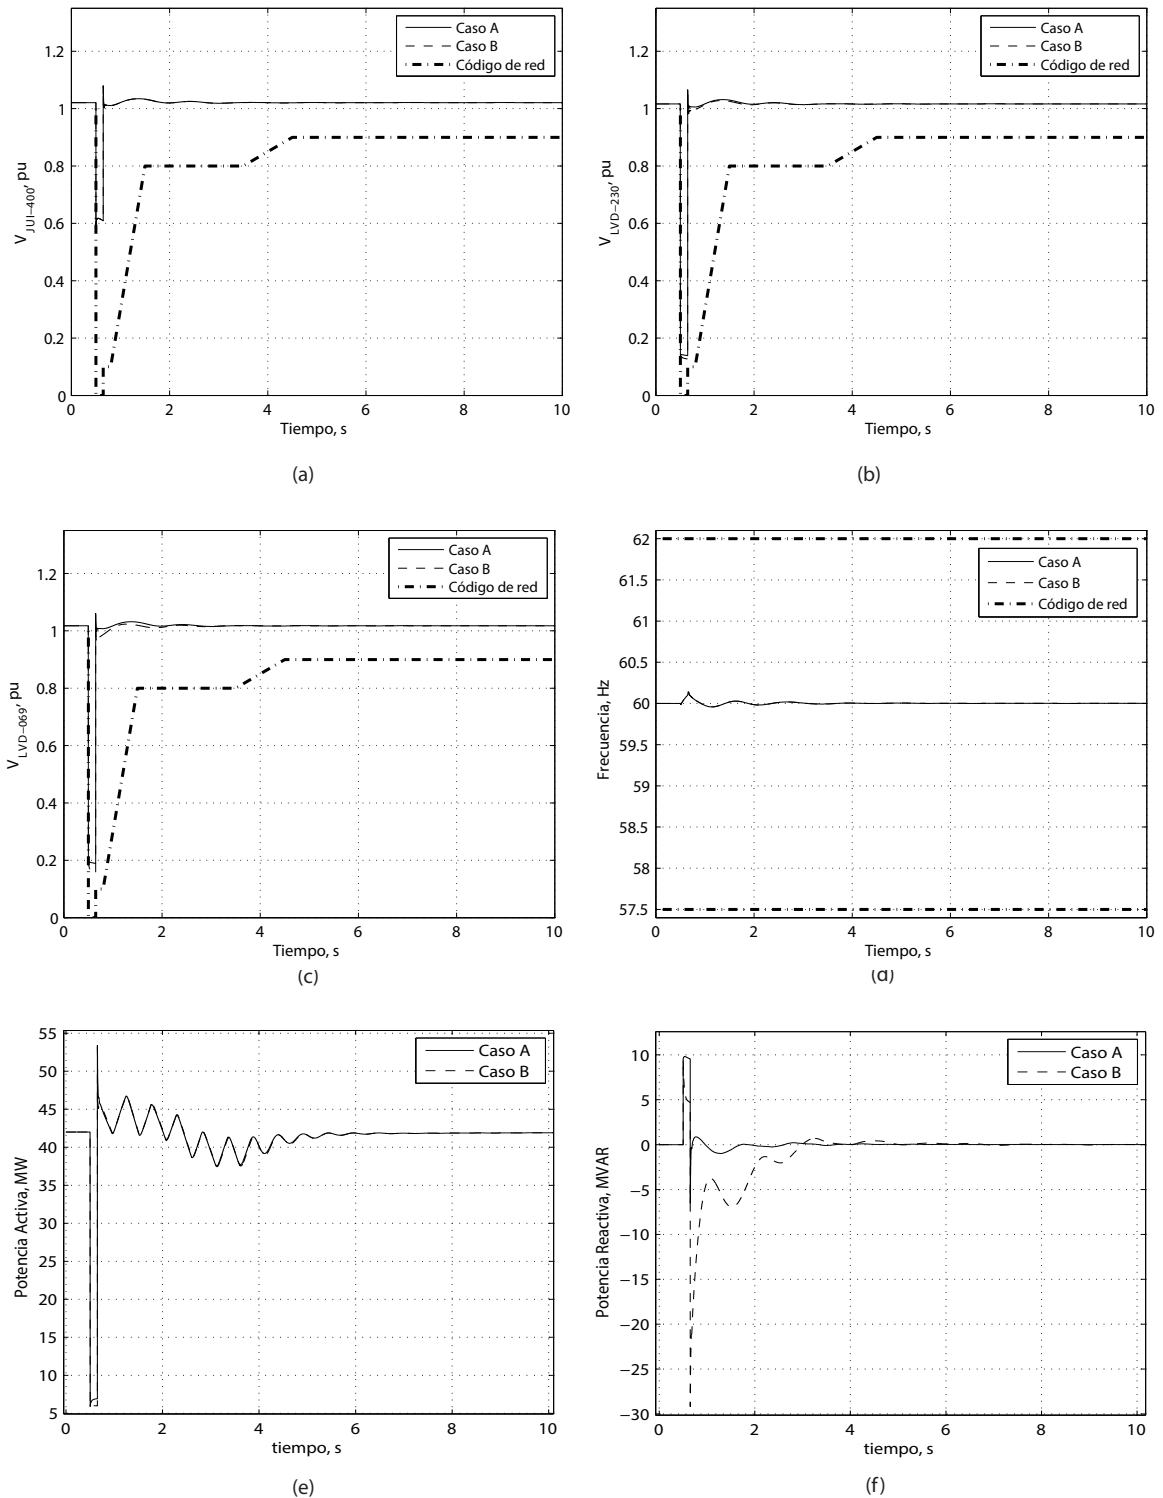 Caso A
Caso B
Código de red
1.2
1
0.8
0.6
0.4
0.2
0
V JUI−400, pu
0 2 4 6 8 10
Tiempo, s
(a)
Caso A
Caso B
Código de red
1.2
1
0.8
0.6
0.4
0.2
0
V LVD−230, pu
0 2 4 6 8 10
Tiempo, s
(b)
Caso A
Caso B
Código de red
1.2
1
0.8
0.6
0.4
0.2
0
V LVD−069, pu
0 2 4 6 8 10
Tiempo, s
(c)
Caso A
Caso B
Código de red
62
61.5
61
60.5
60
59.5
59
58.5
58
57.5
Frecuencia, Hz
0 2 4 6 8 10
Tiempo, s
(d)
Caso A
Caso B
55
50
45
40
35
30
25
20
15
10
5
Potencia Activa, MW
0 2 4 6 8 10
tiempo, s
(e)
Caso A
Caso B
10
5
0
−5
−10
−15
−20
−25
−30
Potencia Reactiva, MVAR
0 2 4 6 8 10
tiempo, s
(f)